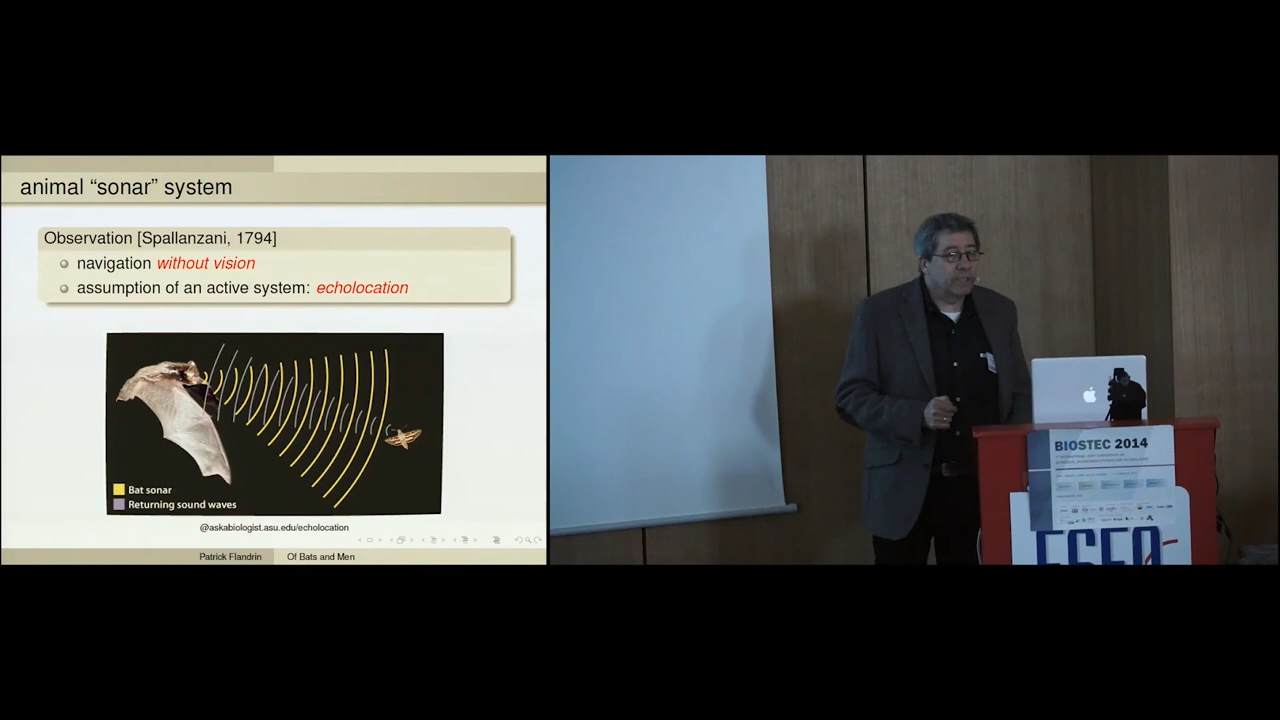 animal “sonar” system
Observation [Spallanzani, 1794]
navigation without vision
assumption of an active system: echolocation
Bat sonar
Returning sound waves
@askabiologist.asu.edu/echolocation
Patrick Flandrin
Of Bats and Men
BIOSTEC 2014